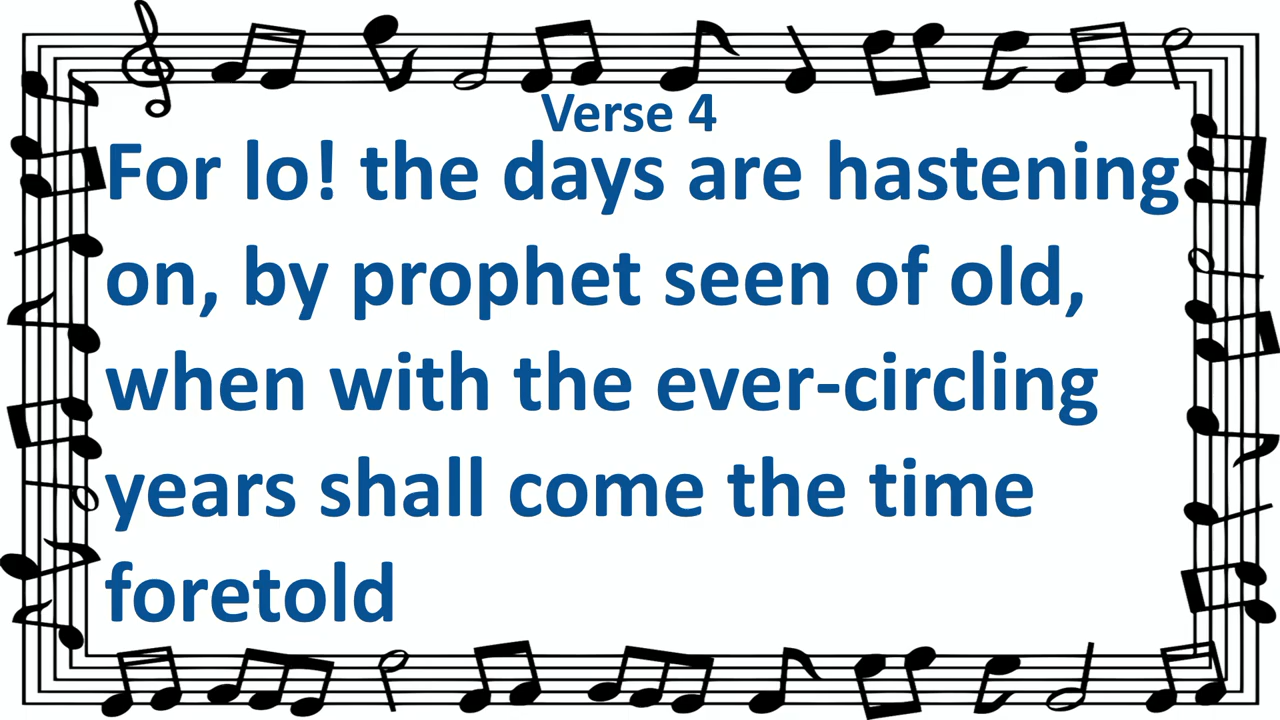 Verse 4
For lo! the days are hastening
on, by prophet seen of old,
when with the ever-circling
years shall come the time
foretold